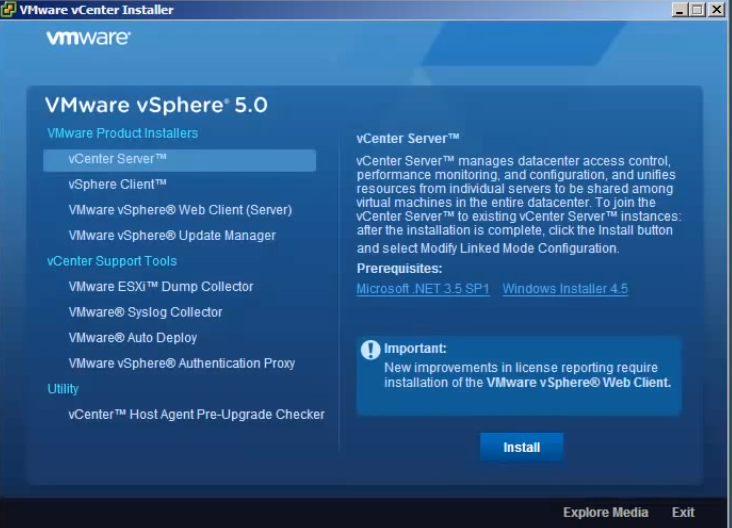 VMware vCenter Installer
vmware
VMware vSphere® 5.0
VMware Product Installers
vCenter Server™
vSphere Client™
VMware vSphere® Web Client (Server)
VMware vSphere® Update Manager
vCenter Support Tools
VMware ESXi™ Dump Collector
VMware® Syslog Collector
VMware® Auto Deploy
VMware vSphere® Authentication Proxy
Utility
vCenter™ Host Agent Pre-Upgrade Checker
vCenter Server™
vCenter Server™ manages datacenter access control,
performance monitoring, and configuration, and unifies
resources from individual servers to be shared among
virtual machines in the entire datacenter. To join the
vCenter Server™ to existing vCenter Server™ instances:
after the installation is complete, click the Install button
and select Modify Linked Mode Configuration.
Prerequisites:
Microsoft .NET 3.5 SP1 Windows Installer 4.5
Important:
New improvements in license reporting require
installation of the VMware vSphere® Web Client.
Install
Explore Media Exit